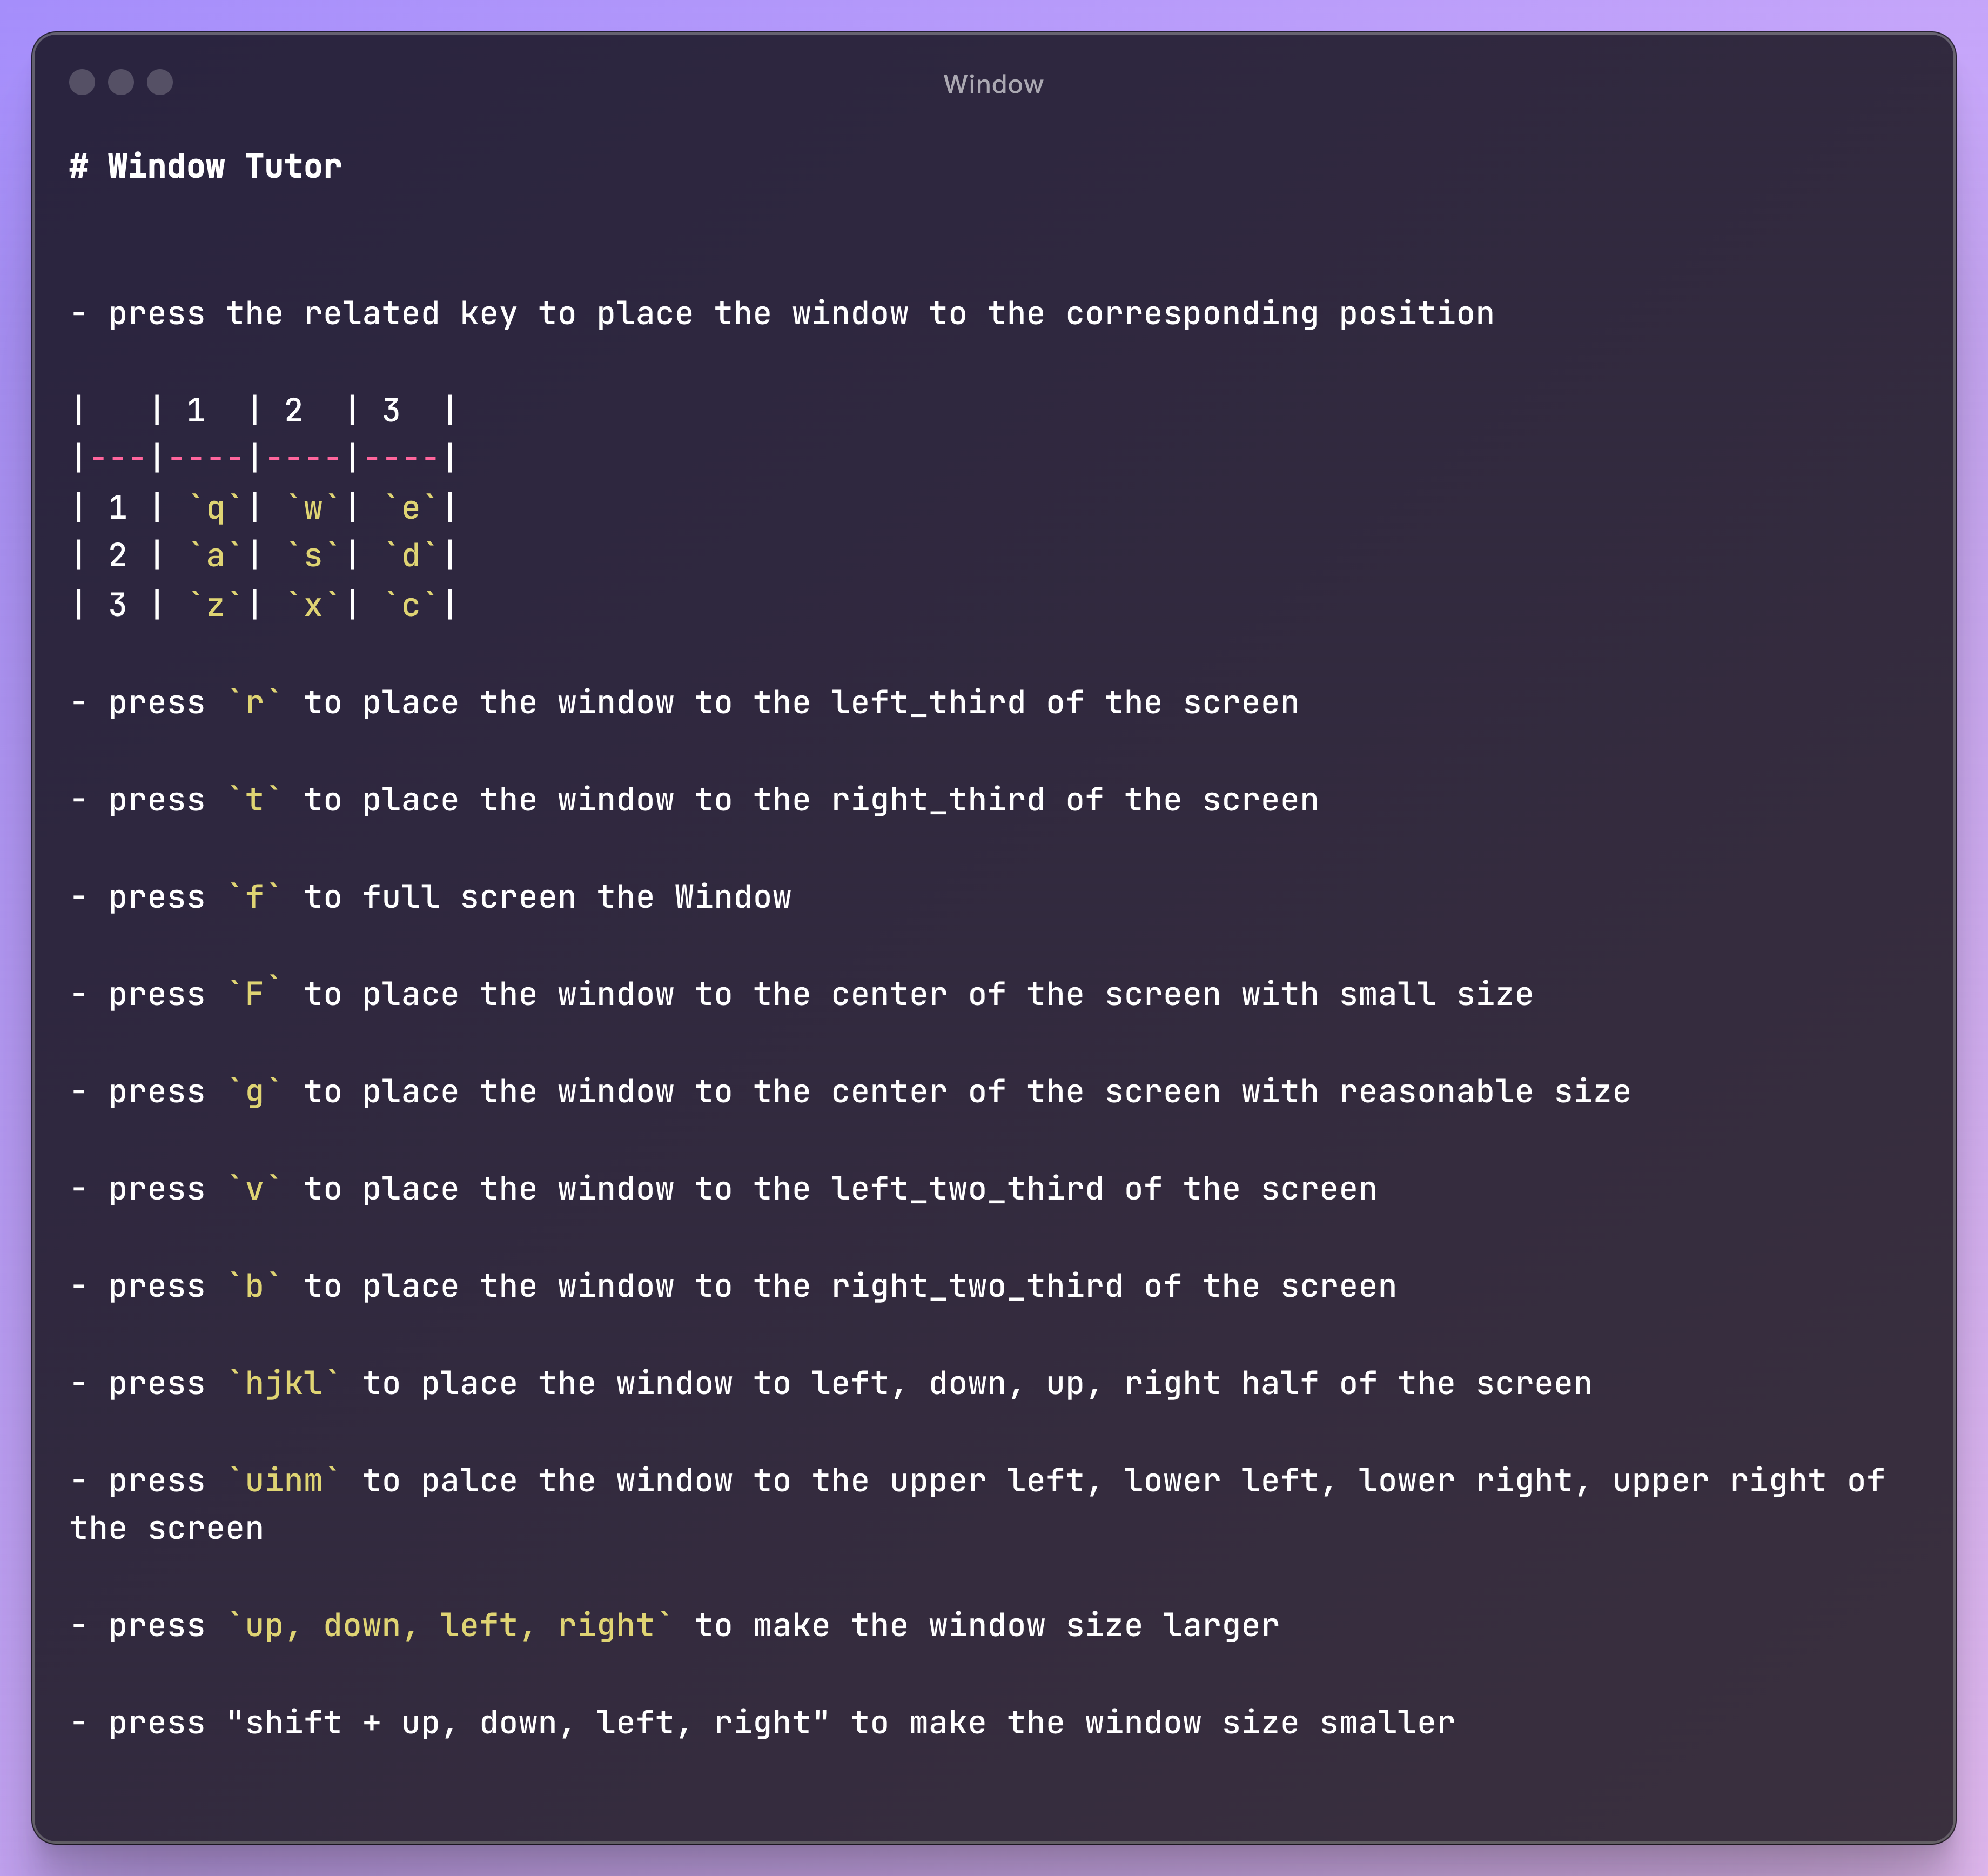 Window
# Window Tutor
- press the related key to place the window to the corresponding position
|   | 1  | 2  | 3  |
|---|----|----|----|
| 1 | `q`| `w`| `e`|
| 2 | `a`| `s`| `d`|
| 3 | `z`| `x`| `c`|
- press `r` to place the window to the left_third of the screen
- press `t` to place the window to the right_third of the screen
- press `f` to full screen the Window
- press `F` to place the window to the center of the screen with small size
- press `g` to place the window to the center of the screen with reasonable size
- press `v` to place the window to the left_two_third of the screen
- press `b` to place the window to the right_two_third of the screen
- press `hjkl` to place the window to left, down, up, right half of the screen
- press `uinm` to palce the window to the upper left, lower left, lower right, upper right of
the screen
- press `up, down, left, right` to make the window size larger
- press "shift + up, down, left, right" to make the window size smaller